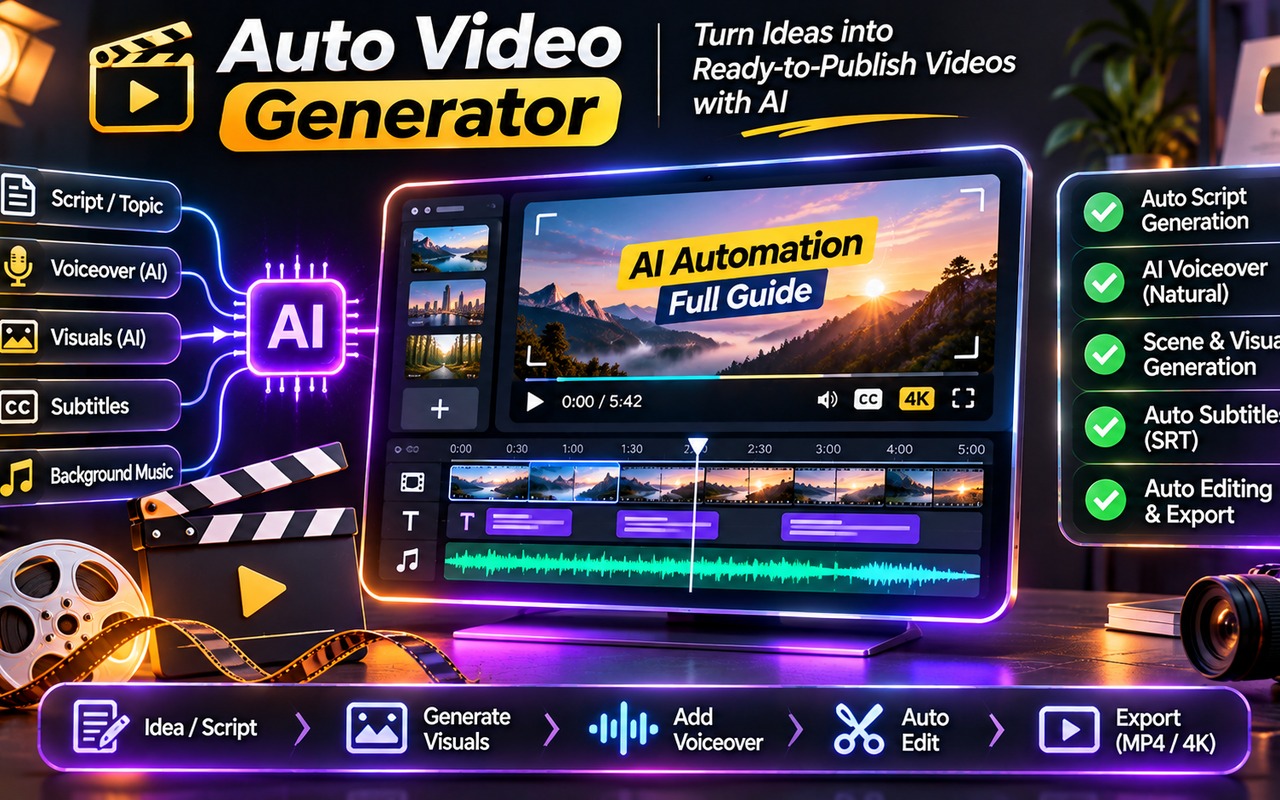 Auto Video
Generator
Turn Ideas into
Ready-to-Publish Videos
with AI
Script / Topic
Voiceover (AI)
Visuals (AI)
CC Subtitles
Background Music
AI
AI Automation
Full Guide
0:00 / 5:42
CC
4K
0:00 0:30 1:00 1:30 2:30 3:00 4:00 5:00
T T
Auto Script
Generation
AI Voiceover
(Natural)
Scene &
Generation
Auto Subtitles
(SRT)
Auto Editing
& Export
Idea / Script
Generate
Visuals
Add
Voiceover
Auto
Edit
Export
(MP4 / 4K)